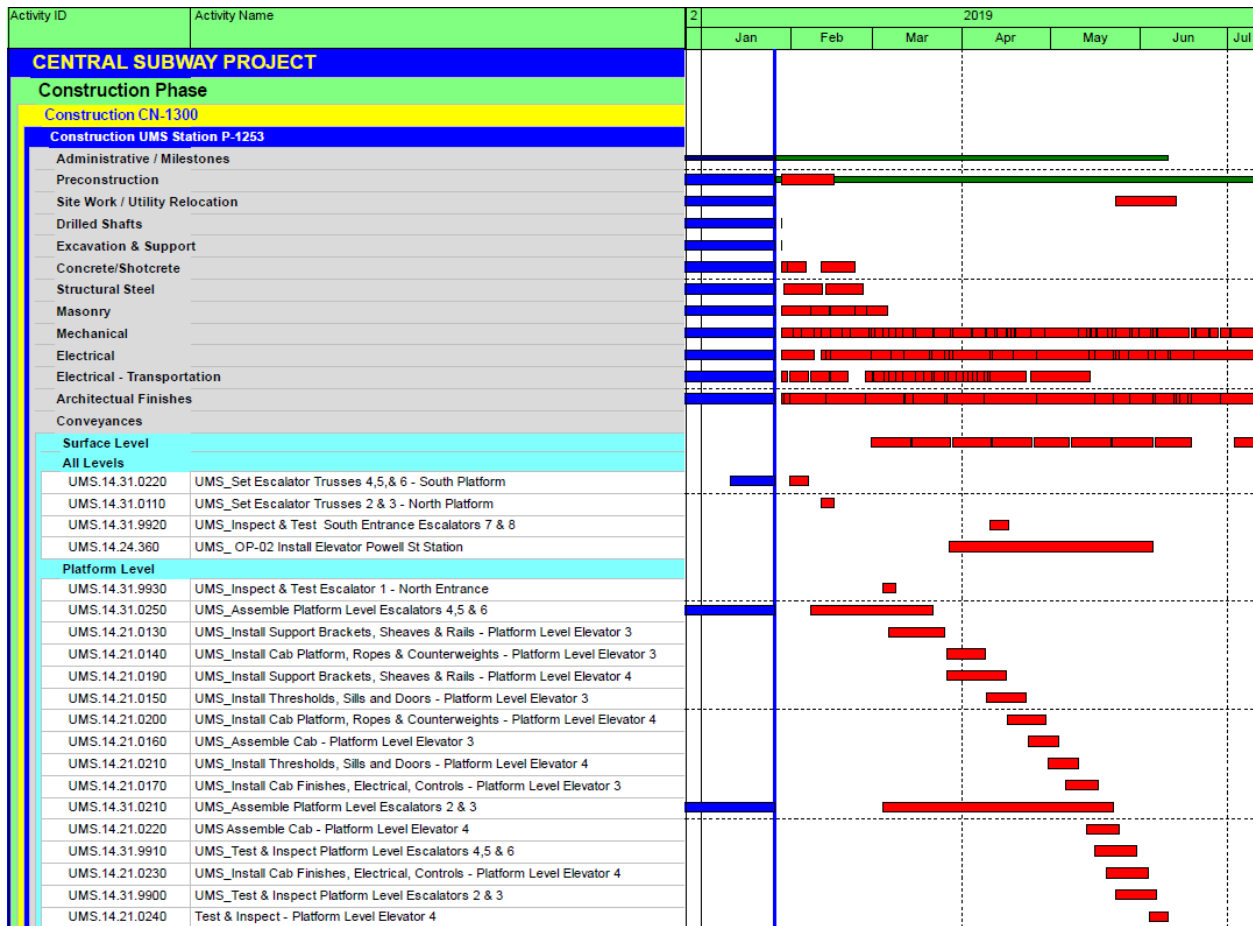 Activity ID Activity Name 2 2019
Jan Feb Mar Apr May Jun Jul
CENTRAL SUBWAY PROJECT
Construction Phase
Construction CN-1300
Construction UMS Station P-1253
Administrative / Milestones
Preconstruction
Site Work / Utility Relocation
Drilled Shafts
Excavation & Support
Concrete/Shotcrete
Structural Steel
Masonry
Mechanical
Electrical
Electrical - Transportation
Architectual Finishes
Conveyances
Surface Level
All Levels
UMS.14.31.0220 UMS_Set Escalator Trusses 4,5,& 6 - South Platform
UMS.14.31.0110 UMS_Set Escalator Trusses 2 & 3 - North Platform
UMS.14.31.9920 UMS_Inspect & Test South Entrance Escalators 7 & 8
UMS.14.24.360 UMS_ OP-02 Install Elevator Powell St Station
Platform Level
UMS.14.31.9930 UMS_Inspect & Test Escalator 1 - North Entrance
UMS.14.31.0250 UMS_Assemble Platform Level Escalators 4,5 & 6
UMS.14.21.0130 UMS_Install Support Brackets, Sheaves & Rails - Platform Level Elevator 3
UMS.14.21.0140 UMS_Install Cab Platform, Ropes & Counterweights - Platform Level Elevator 3
UMS.14.21.0190 UMS_Install Support Brackets, Sheaves & Rails - Platform Level Elevator 4
UMS.14.21.0150 UMS_Install Thresholds, Sills and Doors - Platform Level Elevator 3
UMS.14.21.0200 UMS_Install Cab Platform, Ropes & Counterweights - Platform Level Elevator 4
UMS.14.21.0160 UMS_Assemble Cab - Platform Level Elevator 3
UMS.14.21.0210 UMS_Install Thresholds, Sills and Doors - Platform Level Elevator 4
UMS.14.21.0170 UMS_Install Cab Finishes, Electrical, Controls - Platform Level Elevator 3
UMS.14.31.0210 UMS_Assemble Platform Level Escalators 2 & 3
UMS.14.21.0220 UMS Assemble Cab - Platform Level Elevator 4
UMS.14.31.9910 UMS_Test & Inspect Platform Level Escalators 4,5 & 6
UMS.14.21.0230 UMS_Install Cab Finishes, Electrical, Controls - Platform Level Elevator 4
UMS.14.31.9900 UMS_Test & Inspect Platform Level Escalators 2 & 3
UMS.14.21.0240 Test & Inspect - Platform Level Elevator 4